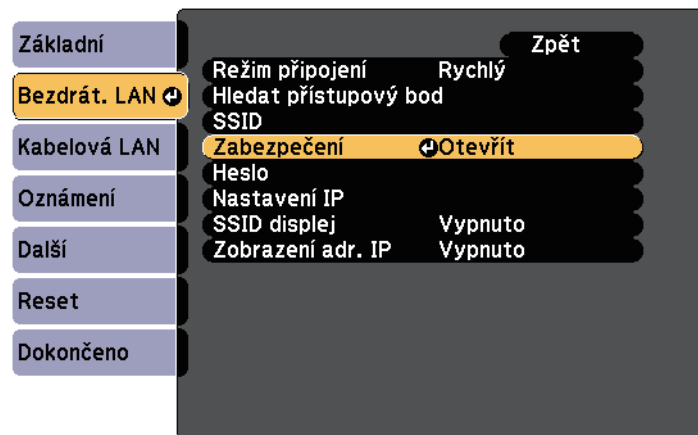 Základní
Bezdrát. LAN
Kabelová LAN
Oznámení
Další
Reset
Dokončeno
Zpět
Režim připojení Rychlý
Hledat přístupový bod
SSID
Zabezpečení Otevřít
Heslo
Nastavení IP
SSID displej Vypnuto
Zobrazení adr. IP Vypnuto